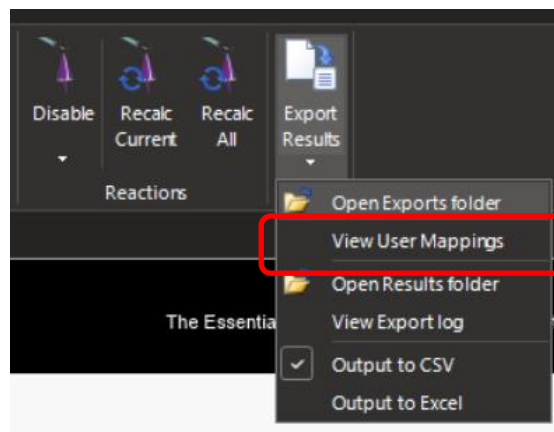 Disable
Recalc
Current
Recalc
All
Export
Results
Reactions
Open Exports folder
View User Mappings
Open Results folder
The Essentia
View Export log
Output to CSV
Output to Excel